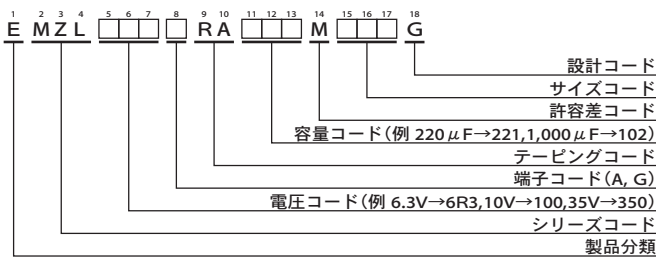 1 2 3 4 5 6 7 8 9 10 11 12 13 14 15 16 17 18
E MZL □□□ □ RA □□□ M □□□ G
設計コード
サイズコード
許容差コード
容量コード(例 220μF→221,1,000μF→102)
テーピングコード
端子コード(A, G)
電圧コード(例 6.3V→6R3,10V→100,35V→350)
シリーズコード
製品分類